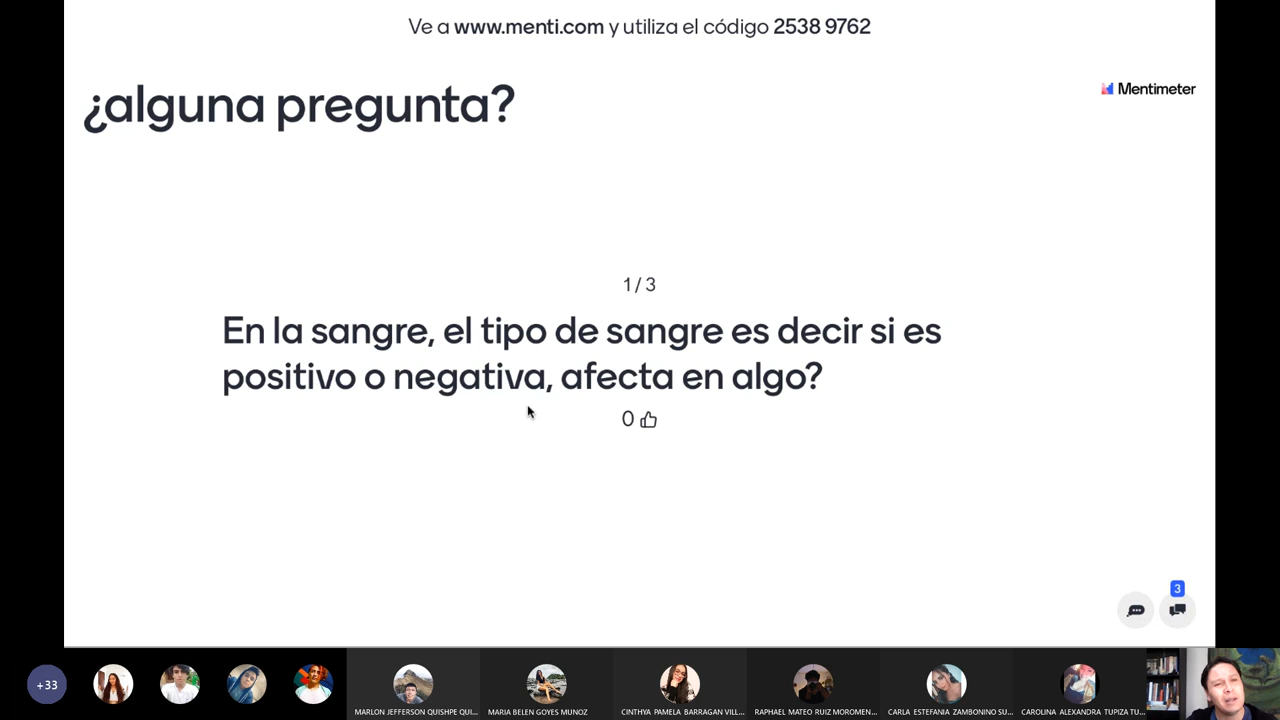 Ve a www.menti.com y utiliza el código 2538 9762
¿alguna pregunta?
Mentimeter
1 / 3
En la sangre, el tipo de sangre es decir si es
positivo o negativa, afecta en algo?
0
3
+33
MARLON JEFFERSON QUISHPE QUI...
MARIA BELEN GOYES MUNOZ
CINTHYA PAMELA BARRAGAN VILL...
RAPHAEL MATEO RUIZ MOROMEN...
CARLA ESTEFANIA ZAMBONINO SU...
CAROLINA ALEXANDRA TUPIZA TU...